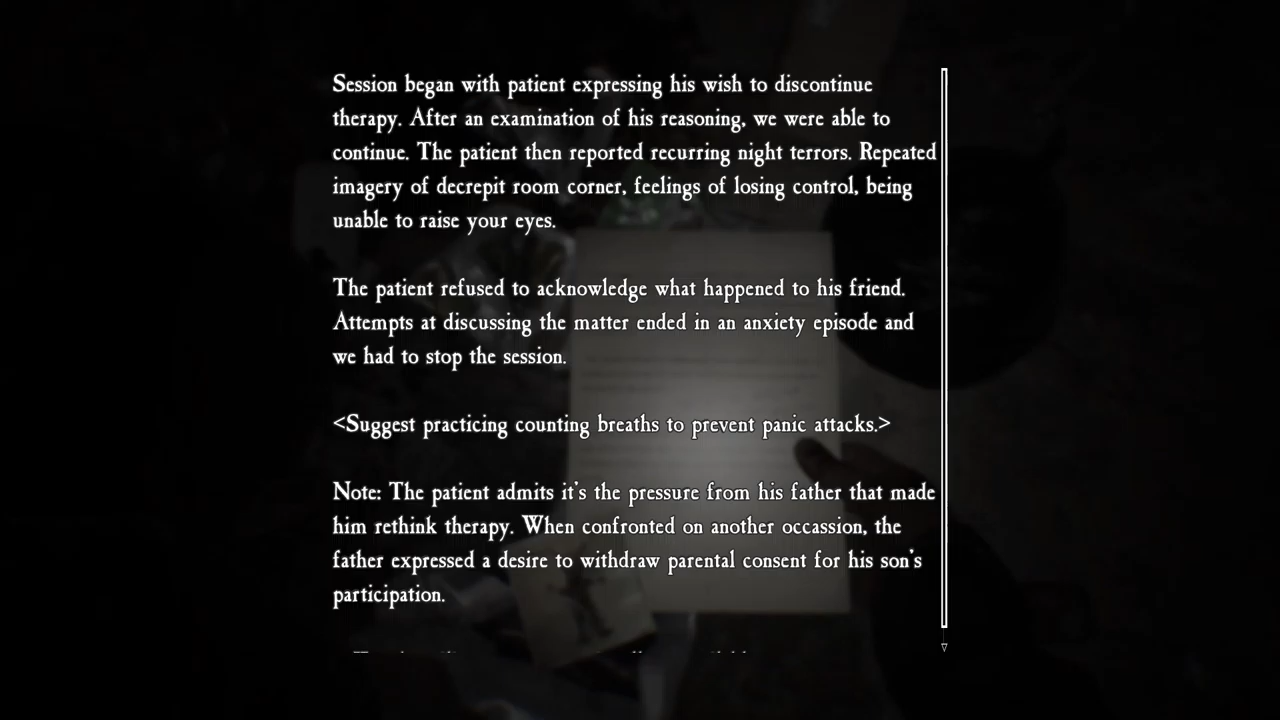 Session began with patient expressing his wish to discontinue
therapy. After an examination of his reasoning, we were able to
continue. The patient then reported recurring night terrors. Repeated
imagery of decrepit room corner, feelings of losing control, being
unable to raise your eyes.
The patient refused to acknowledge what happened to his friend.
Attempts at discussing the matter ended in an anxiety episode and
we had to stop the session.
<Suggest practicing counting breaths to prevent panic attacks.>
Note: The patient admits it's the pressure from his father that made
him rethink therapy. When confronted on another occassion, the
father expressed a desire to withdraw parental consent for his son's
participation.